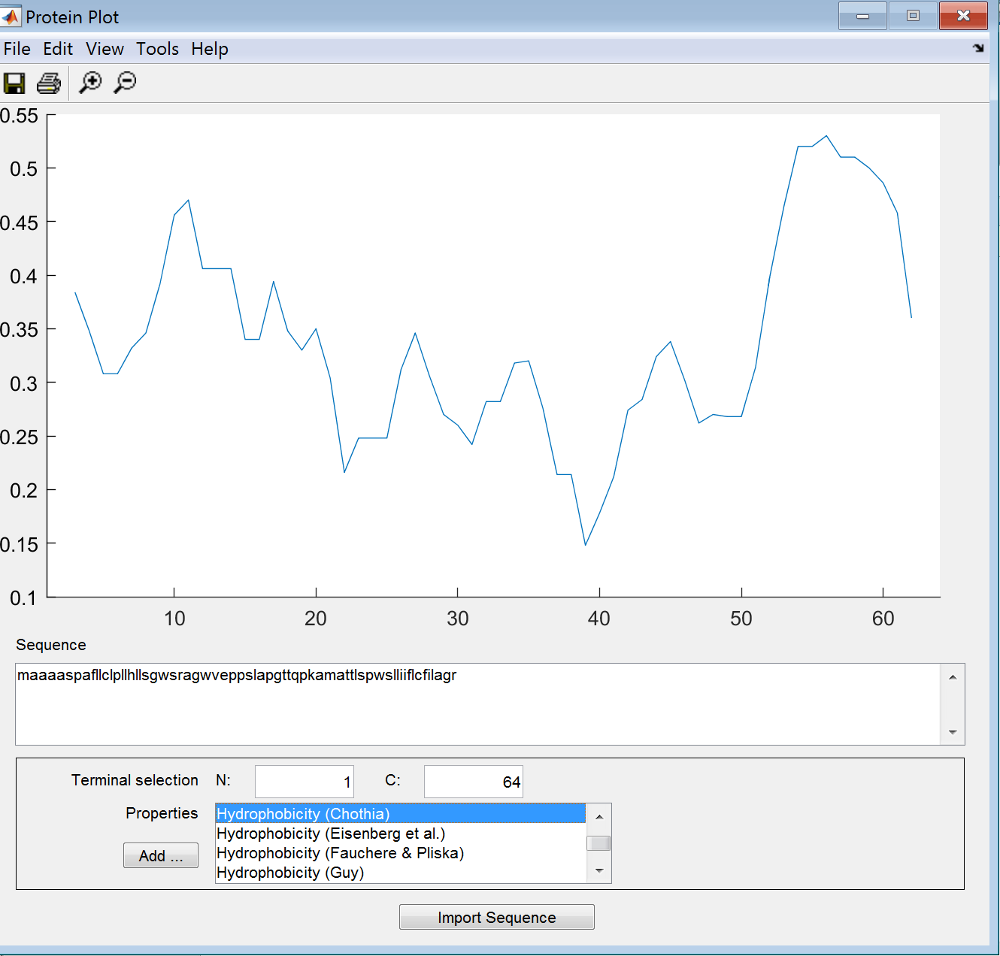 Protein Plot
File Edit View Tools Help
0.55
0.5
0.45
0.4
0.35
0.3
0.25
0.2
0.15
0.1
10 20 30 40 50 60
Sequence
maaaaspafllclpllhllsgwsragwveppslapgttqpkamattlspwslliiflcfilagr
Terminal selection N: 1 C: 64
Properties
Hydrophobicity (Chothia)
Hydrophobicity (Eisenberg et al.)
Hydrophobicity (Fauchere & Pliska)
Hydrophobicity (Guy)
Add ...
Import Sequence